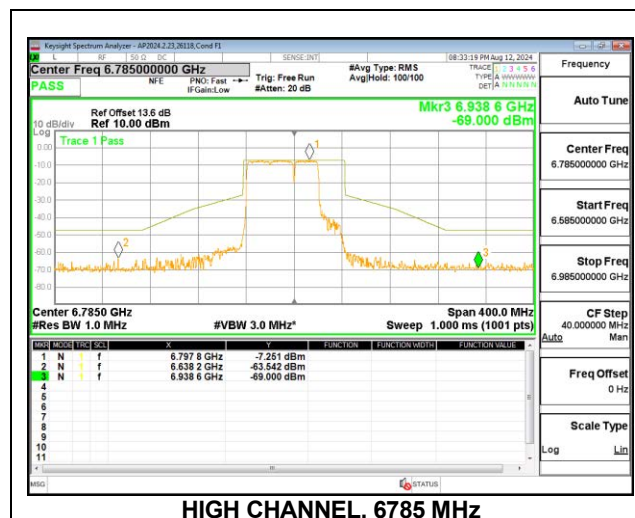 Keysight Spectrum Analyzer - AP2024.2.23,26118,Cond F1
L RF 50 Ω DC SENSE:INT 08:33:19 PM Aug 12, 2024
Center Freq 6.785000000 GHz
PASS
NFE
PNO: Fast
IFGain:Low
Trig: Free Run
#Atten: 20 dB
#Avg Type: RMS
Avg|Hold: 100/100
TRACE 1 2 3 4 5 6
TYPE A WWWWW
DET A N N N N N
Ref Offset 13.6 dB
Ref 10.00 dBm
10 dB/div
Log
Mkr3 6.938 6 GHz
-69.000 dBm
Trace 1 Pass
0.00
-10.0
-20.0
-30.0
-40.0
-50.0
-60.0
-70.0
-80.0
1
2
3
Center 6.7850 GHz Span 400.0 MHz
#Res BW 1.0 MHz #VBW 3.0 MHz* Sweep 1.000 ms (1001 pts)
MKR MODE TRC SCL X Y FUNCTION FUNCTION WIDTH FUNCTION VALUE
1 N 1 f 6.797 8 GHz -7.251 dBm
2 N 1 f 6.638 2 GHz -63.542 dBm
3 N 1 f 6.938 6 GHz -69.000 dBm
4
5
6
7
8
9
10
11
MSG STATUS
Frequency
Auto Tune
Center Freq
6.785000000 GHz
Start Freq
6.585000000 GHz
Stop Freq
6.985000000 GHz
CF Step
40.000000 MHz
Auto Man
Freq Offset
0 Hz
Scale Type
Log Lin
HIGH CHANNEL, 6785 MHz